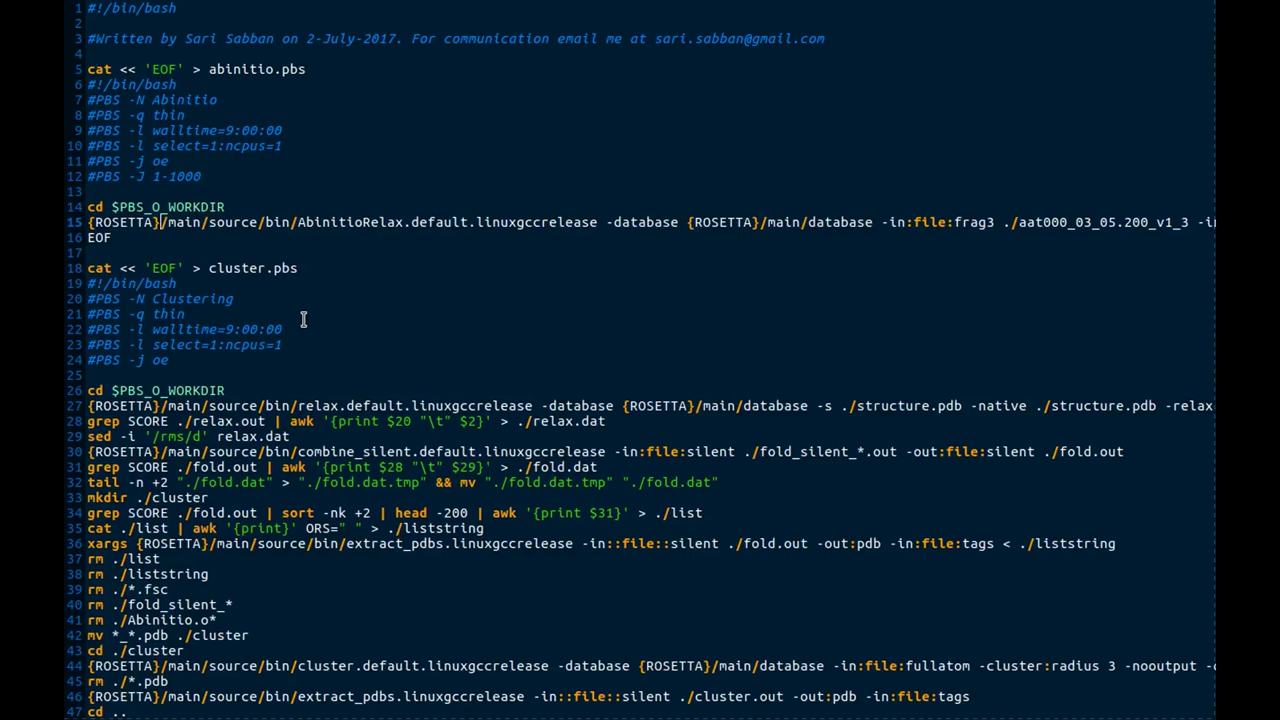 1 #!/bin/bash
2
3 #Written by Sari Sabban on 2-July-2017. For communication email me at sari.sabban@gmail.com
4
5 cat << 'EOF' > abinitio.pbs
6 #!/bin/bash
7 #PBS -N Abinitio
8 #PBS -q thin
9 #PBS -l walltime=9:00:00
10 #PBS -l select=1:ncpus=1
11 #PBS -j oe
12 #PBS -J 1-1000
13
14 cd $PBS_O_WORKDIR
15 {ROSETTA}/main/source/bin/AbinitioRelax.default.linuxgccrelease -database {ROSETTA}/main/database -in:file:frag3 ./aat000_03_05.200_v1_3 -in
16 EOF
17
18 cat << 'EOF' > cluster.pbs
19 #!/bin/bash
20 #PBS -N Clustering
21 #PBS -q thin
22 #PBS -l walltime=9:00:00
23 #PBS -l select=1:ncpus=1
24 #PBS -j oe
25
26 cd $PBS_O_WORKDIR
27 {ROSETTA}/main/source/bin/relax.default.linuxgccrelease -database {ROSETTA}/main/database -s ./structure.pdb -native ./structure.pdb -relax
28 grep SCORE ./relax.out | awk '{print $20 "\t" $2}' > ./relax.dat
29 sed -i '/rms/d' relax.dat
30 {ROSETTA}/main/source/bin/combine_silent.default.linuxgccrelease -in:file:silent ./fold_silent_*.out -out:file:silent ./fold.out
31 grep SCORE ./fold.out | awk '{print $28 "\t" $29}' > ./fold.dat
32 tail -n +2 "./fold.dat" > "./fold.dat.tmp" && mv "./fold.dat.tmp" "./fold.dat"
33 mkdir ./cluster
34 grep SCORE ./fold.out | sort -nk +2 | head -200 | awk '{print $31}' > ./list
35 cat ./list | awk '{print}' ORS=" " > ./liststring
36 xargs {ROSETTA}/main/source/bin/extract_pdbs.linuxgccrelease -in::file::silent ./fold.out -out:pdb -in:file:tags < ./liststring
37 rm ./list
38 rm ./liststring
39 rm ./*.fsc
40 rm ./fold_silent_*
41 rm ./Abinitio.o*
42 mv *_*.pdb ./cluster
43 cd ./cluster
44 {ROSETTA}/main/source/bin/cluster.default.linuxgccrelease -database {ROSETTA}/main/database -in:file:fullatom -cluster:radius 3 -nooutput -
45 rm ./*.pdb
46 {ROSETTA}/main/source/bin/extract_pdbs.linuxgccrelease -in::file::silent ./cluster.out -out:pdb -in:file:tags
47 cd ..